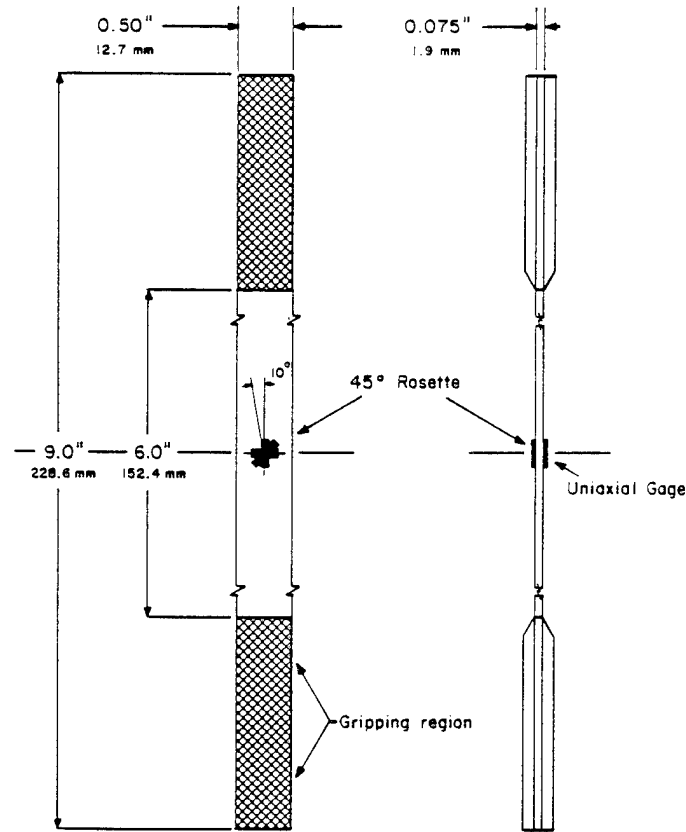 0.50"
12.7 mm
0.075"
1.9 mm
10°
45° Rosette
9.0"
228.6 mm
6.0"
152.4 mm
Uniaxial Gage
Gripping region